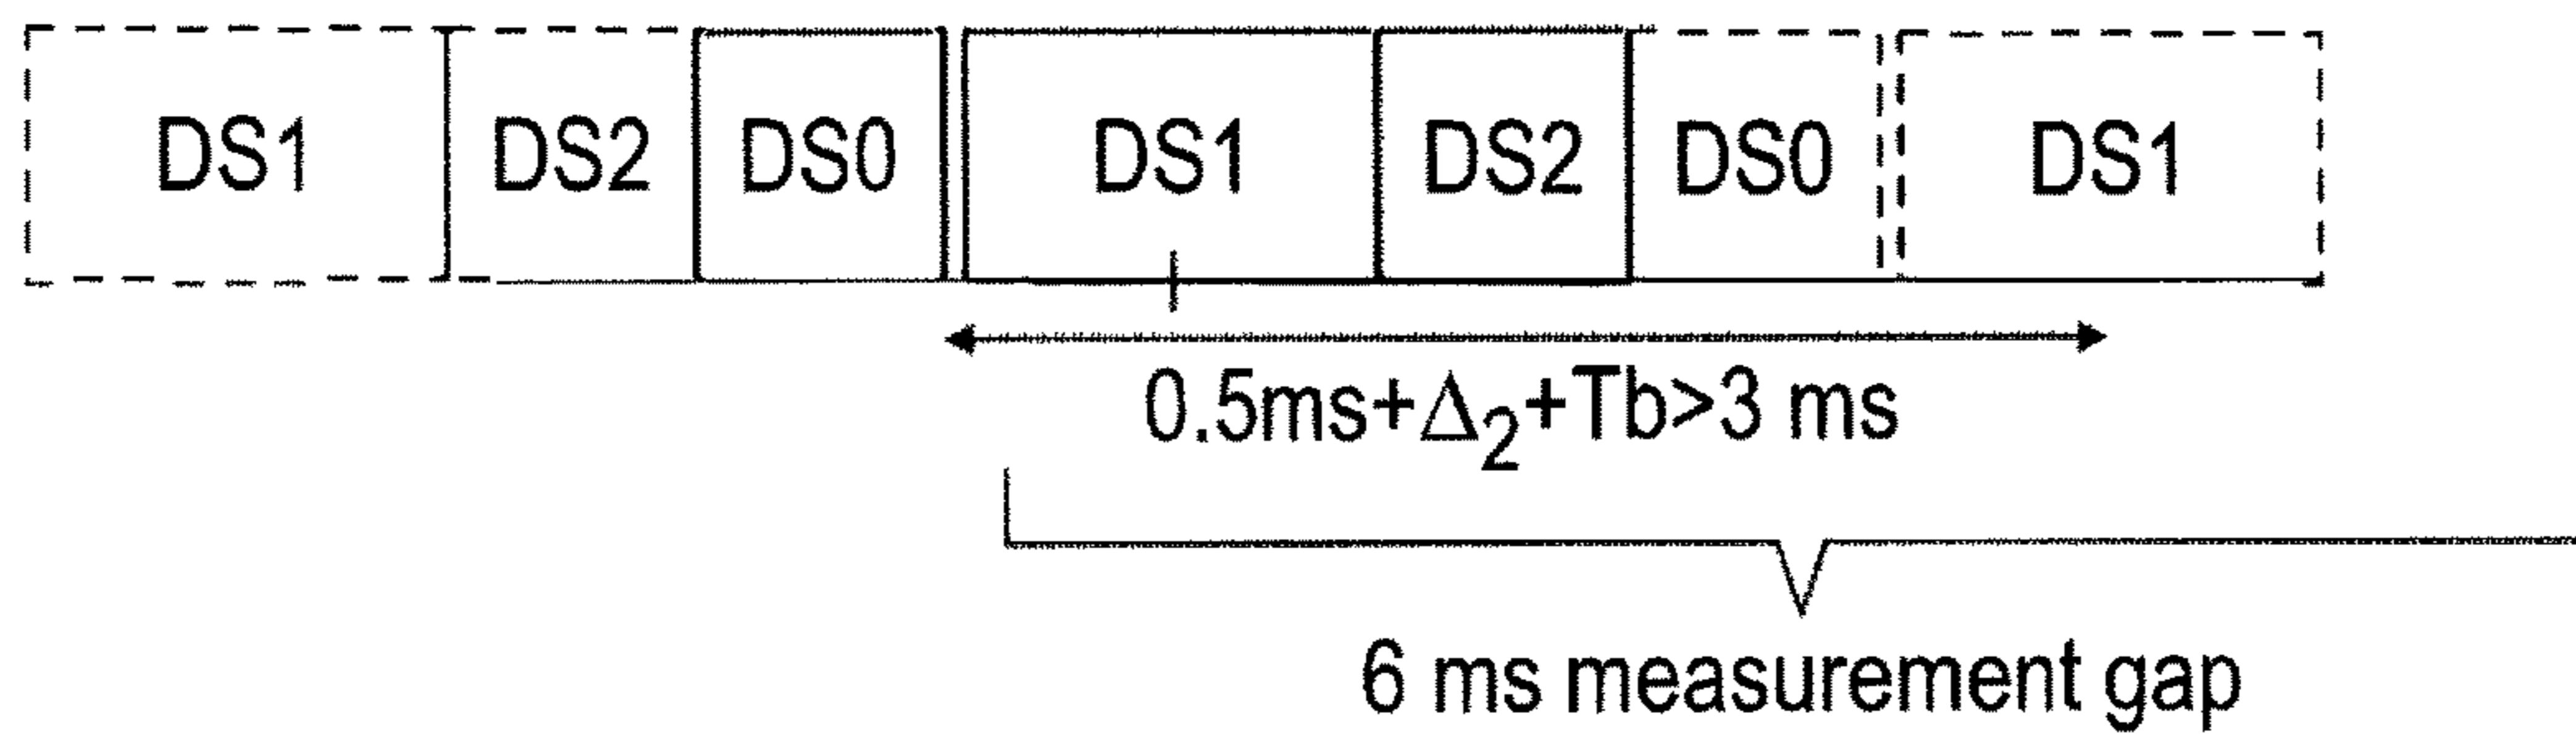 DS1 DS2 DS0 DS1 DS2 DS0 DS1
0.5ms+Δ₂+Tb>3 ms
6 ms measurement gap